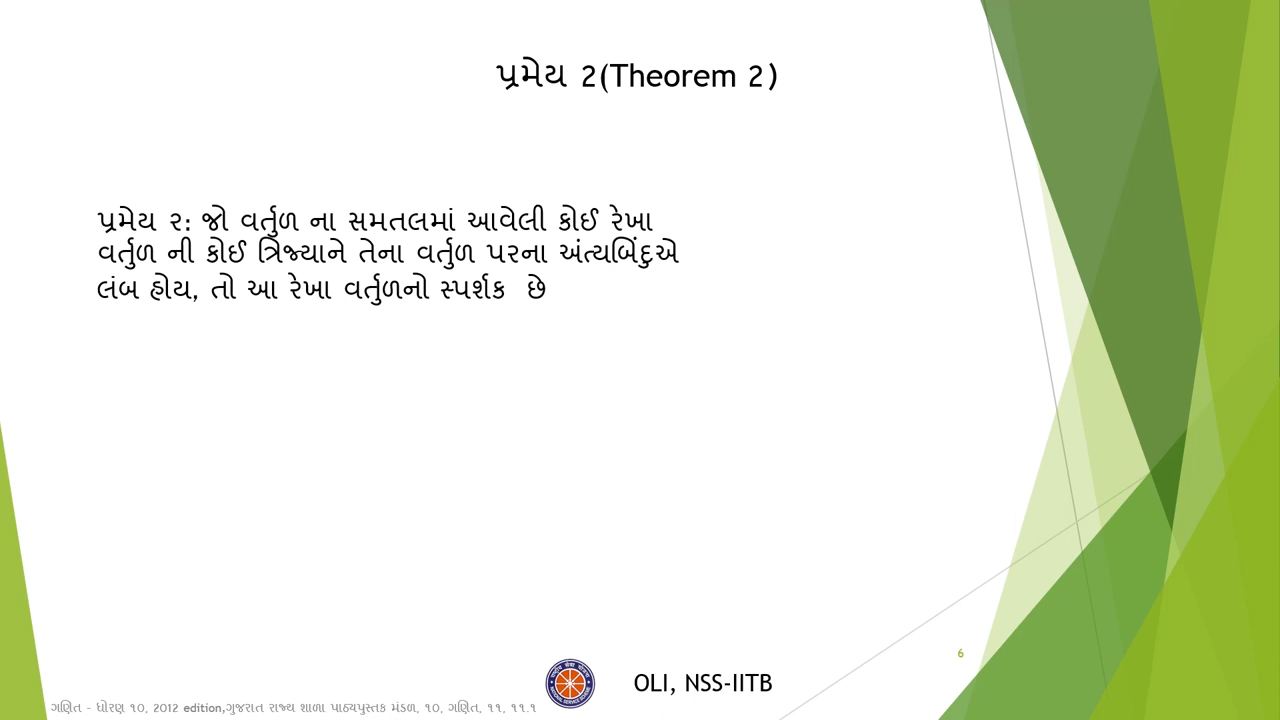 પ્રમેય 2(Theorem 2)
પ્રમેય ૨: જો વર્તુળ ના સમતલમાં આવેલી કોઈ રેખા
વર્તુળ ની કોઈ ત્રિજ્યાને તેના વર્તુળ પરના અંત્યબિંદુએ
લંબ હોય, તો આ રેખા વર્તુળનો સ્પર્શક છે
6
OLI, NSS-IITB
ગણિત - ધોરણ ૧૦, 2012 edition,ગુજરાત રાજ્ય શાળા પાઠ્યપુસ્તક મંડળ, ૧૦, ગણિત, ૧૧, ૧૧.૧